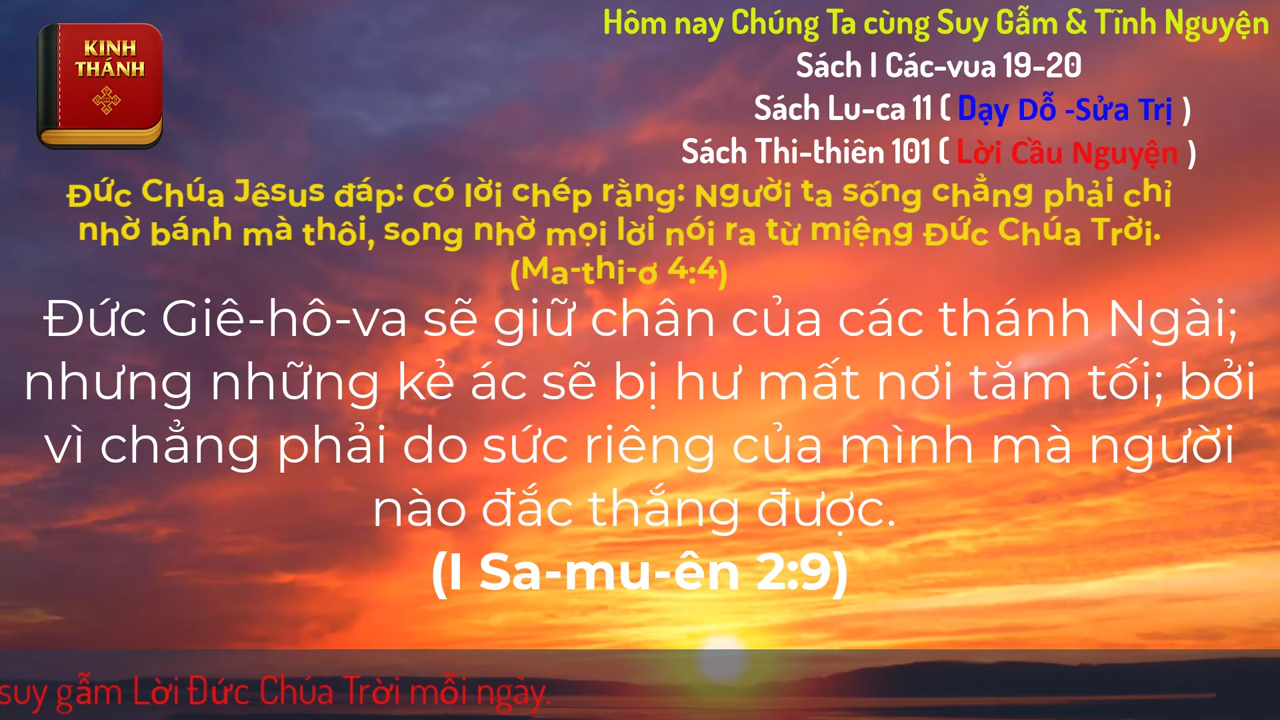 KINH
THÁNH
Hôm nay Chúng Ta cùng Suy Gẫm & Tĩnh Nguyện
Sách I Các-vua 19-20
Sách Lu-ca 11 ( Dạy Dỗ -Sửa Trị )
Sách Thi-thiên 101 ( Lời Cầu Nguyện )
Đức Chúa Jêsus đáp: Có lời chép rằng: Người ta sống chẳng phải chỉ
nhờ bánh mà thôi, song nhờ mọi lời nói ra từ miệng Đức Chúa Trời.
(Ma-thi-ơ 4:4)
Đức Giê-hô-va sẽ giữ chân của các thánh Ngài;
nhưng những kẻ ác sẽ bị hư mất nơi tăm tối; bởi
vì chẳng phải do sức riêng của mình mà người
nào đắc thắng được.
(I Sa-mu-ên 2:9)
suy gẫm Lời Đức Chúa Trời mỗi ngày.